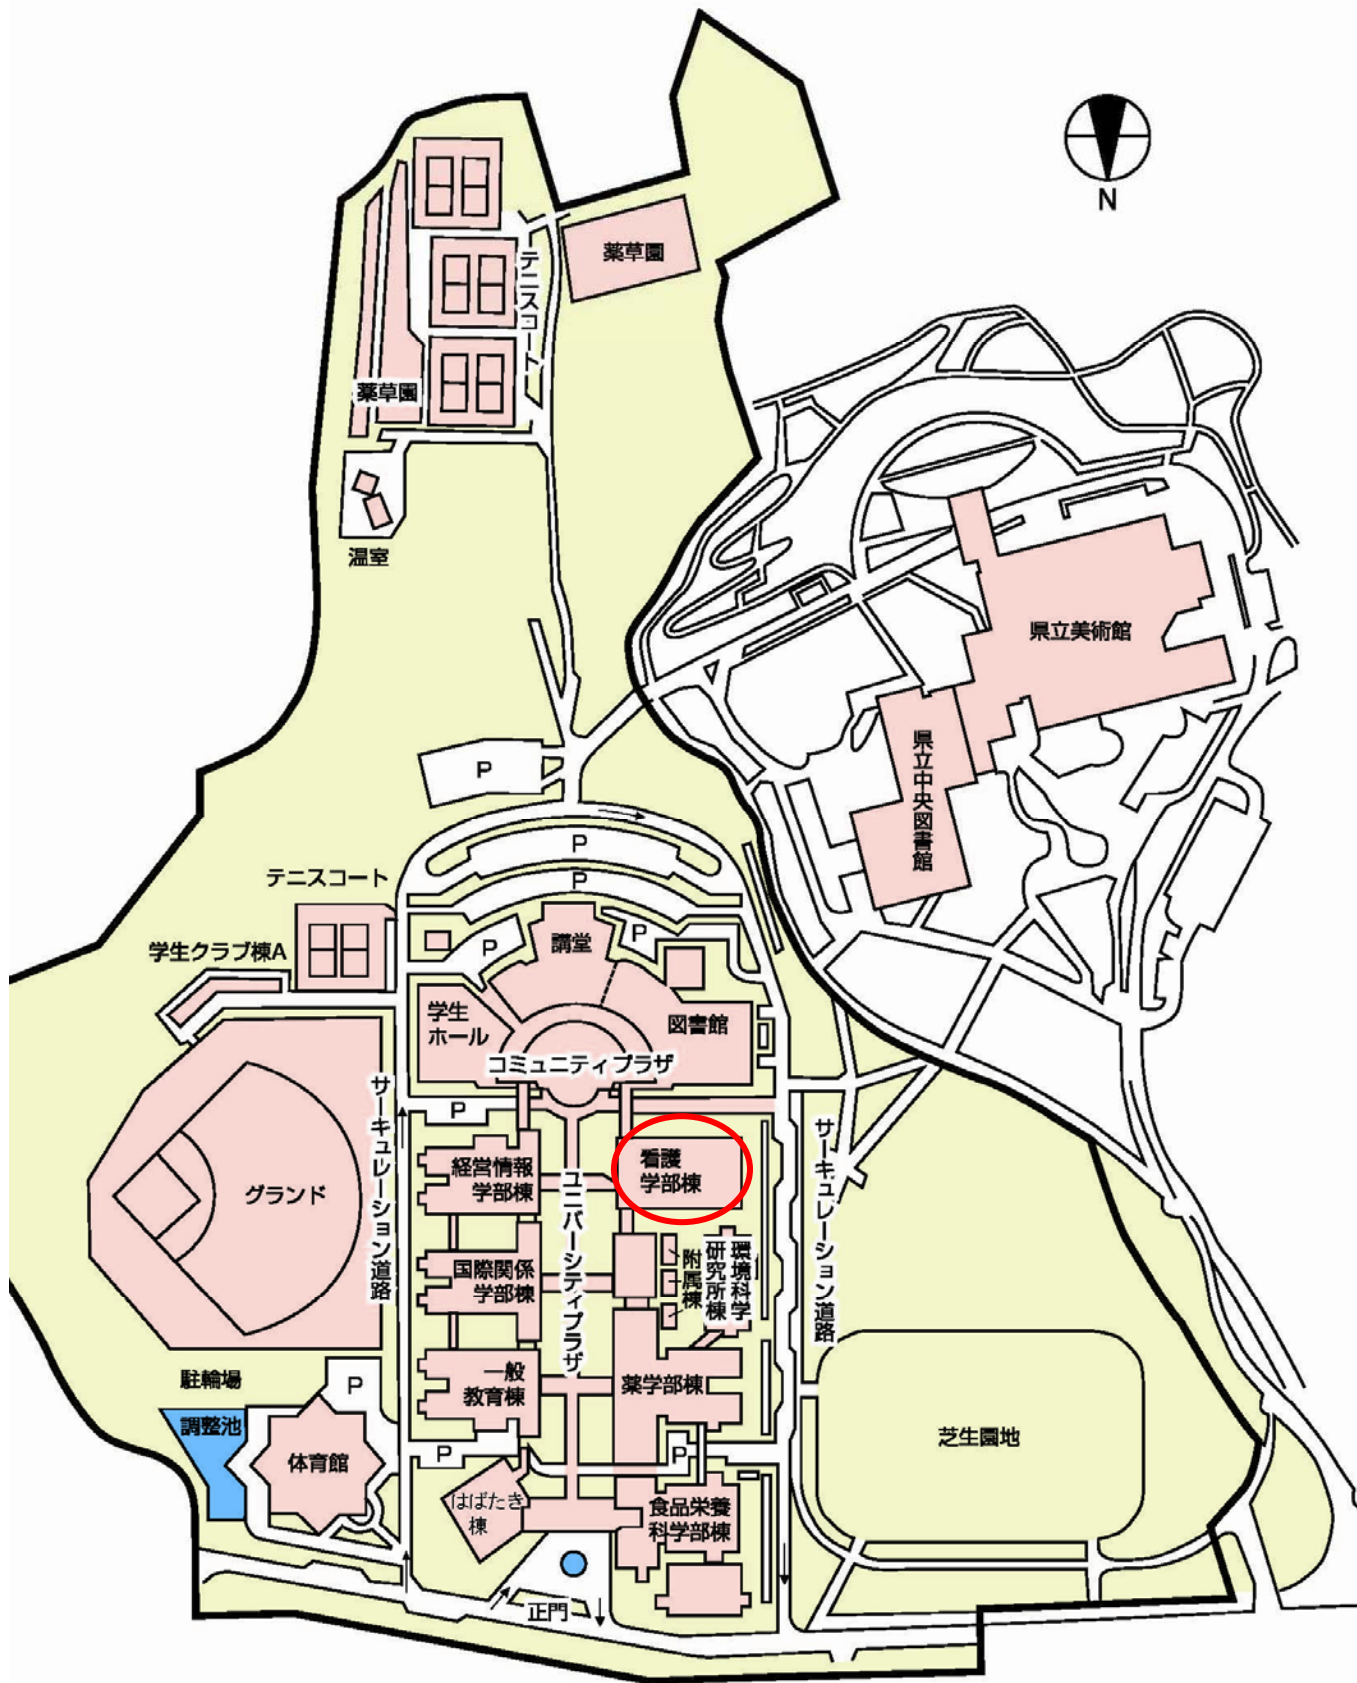 N
薬草園
テニスコート
薬草園
温室
県立美術館
県立中央図書館
P
P
P
テニスコート
学生クラブ棟A
P
講堂
P
学生
ホール
図書館
コミュニティプラザ
P
サーキュレーション道路
サーキュレーション道路
経営情報
学部棟
ユニバーシティプラザ
看護
学部棟
グランド
国際関係
学部棟
附属棟
環境科学
研究所棟
駐輪場
P
一般
教育棟
薬学部棟
調整池
体育館
P
P
芝生園地
はばたき
棟
食品栄養
科学部棟
正門